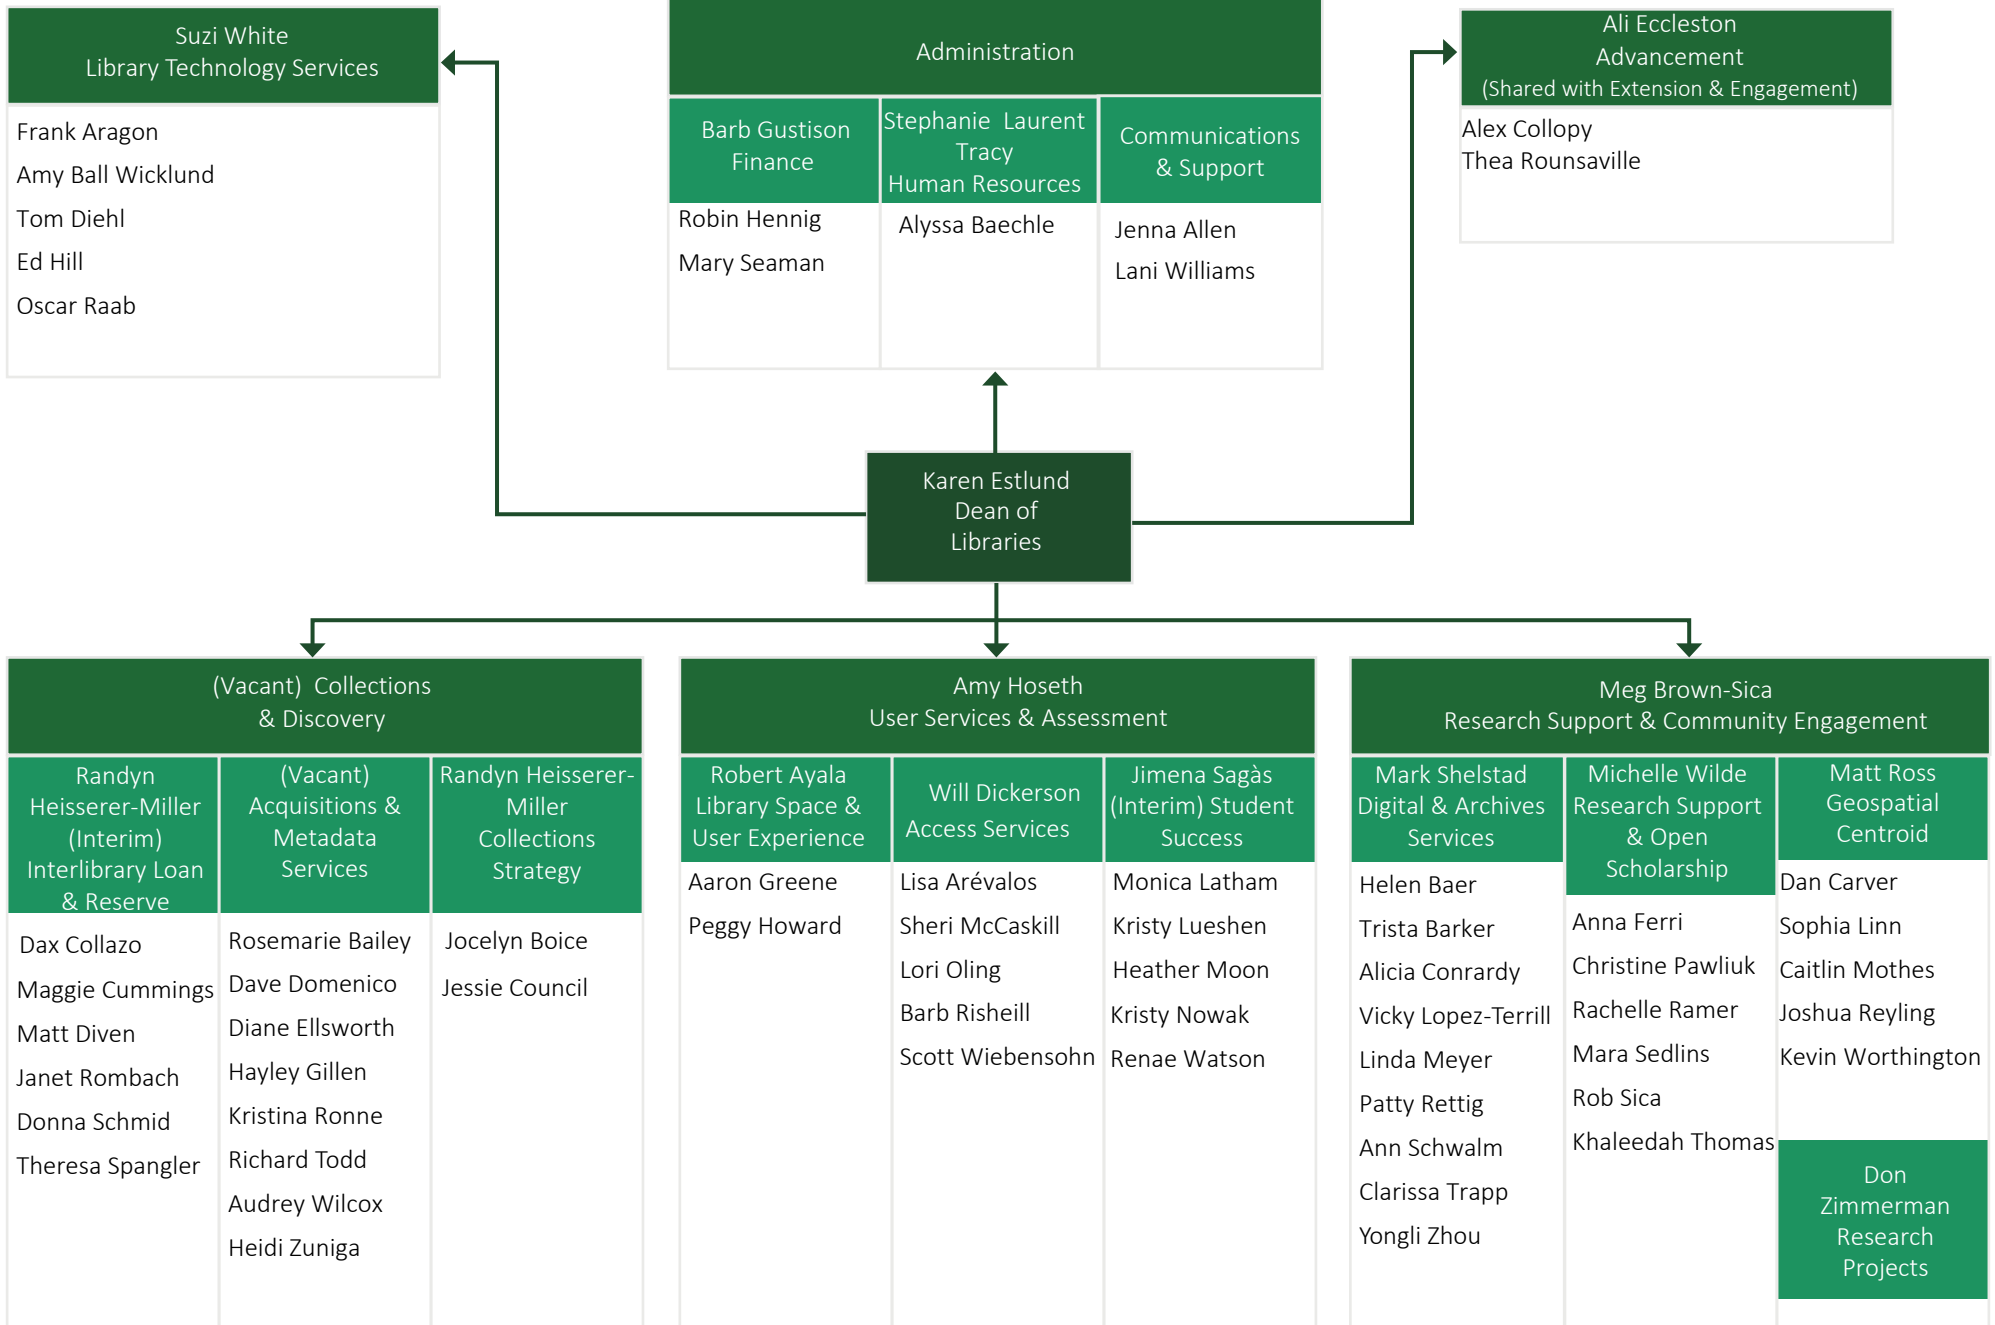 Suzi White
Library Technology Services
Frank Aragon
Amy Ball Wicklund
Tom Diehl
Ed Hill
Oscar Raab
Administration
Barb Gustison
Finance
Robin Hennig
Mary Seaman
Stephanie Laurent
Tracy
Human Resources
Alyssa Baechle
Communications
& Support
Jenna Allen
Lani Williams
Ali Eccleston
Advancement
(Shared with Extension & Engagement)
Alex Collopy
Thea Rounsaville
Karen Estlund
Dean of
Libraries
(Vacant) Collections
& Discovery
Randyn
Heisserer-Miller
(Interim)
Interlibrary Loan
& Reserve
Dax Collazo
Maggie Cummings
Matt Diven
Janet Rombach
Donna Schmid
Theresa Spangler
(Vacant)
Acquisitions &
Metadata
Services
Rosemarie Bailey
Dave Domenico
Diane Ellsworth
Hayley Gillen
Kristina Ronne
Richard Todd
Audrey Wilcox
Heidi Zuniga
Randyn Heisserer-
Miller
Collections
Strategy
Jocelyn Boice
Jessie Council
Amy Hoseth
User Services & Assessment
Robert Ayala
Library Space &
User Experience
Aaron Greene
Peggy Howard
Will Dickerson
Access Services
Lisa Arévalos
Sheri McCaskill
Lori Oling
Barb Risheill
Scott Wiebensohn
Jimena Sagàs
(Interim) Student
Success
Monica Latham
Kristy Lueshen
Heather Moon
Kristy Nowak
Renae Watson
Meg Brown-Sica
Research Support & Community Engagement
Mark Shelstad
Digital & Archives
Services
Helen Baer
Trista Barker
Alicia Conrardy
Vicky Lopez-Terrill
Linda Meyer
Patty Rettig
Ann Schwalm
Clarissa Trapp
Yongli Zhou
Michelle Wilde
Research Support
& Open
Scholarship
Anna Ferri
Christine Pawliuk
Rachelle Ramer
Mara Sedlins
Rob Sica
Khaleedah Thomas
Matt Ross
Geospatial
Centroid
Dan Carver
Sophia Linn
Caitlin Mothes
Joshua Reyling
Kevin Worthington
Don
Zimmerman
Research
Projects